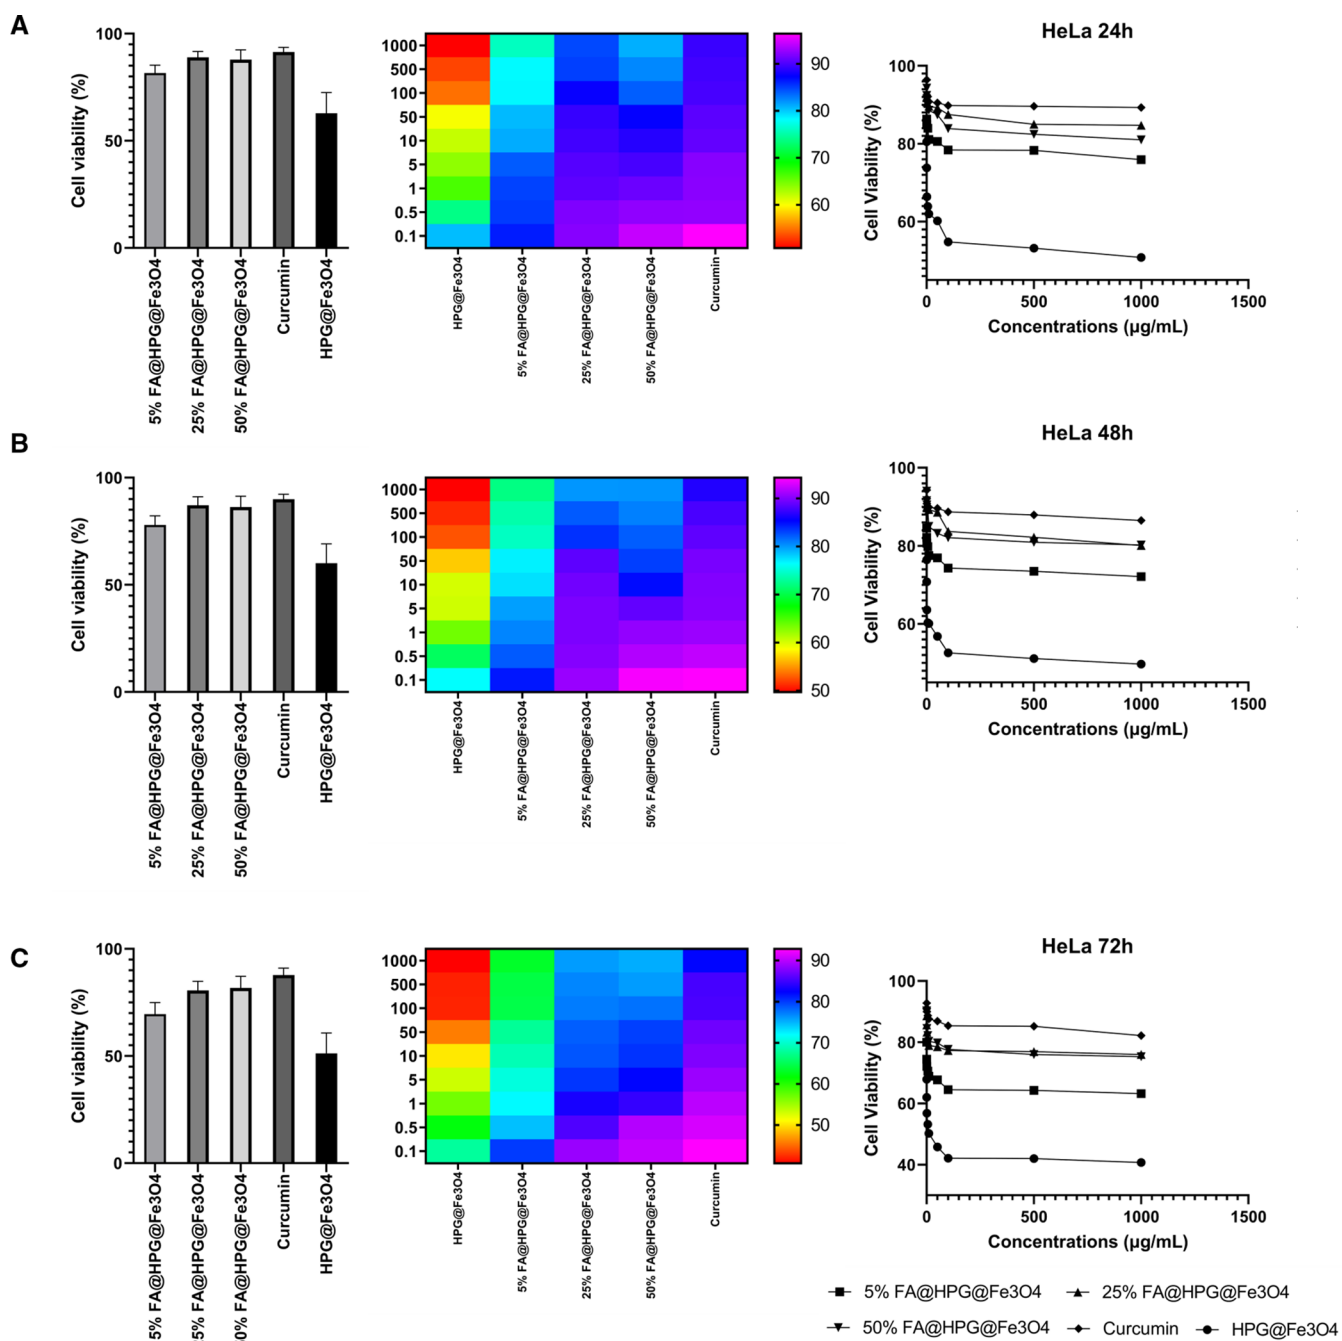 A
Cell viability (%)
100
50
0
5% FA@HPG@Fe3O4
25% FA@HPG@Fe3O4
50% FA@HPG@Fe3O4
Curcumin
HPG@Fe3O4
1000
500
100
50
10
5
1
0.5
0.1
HPG@Fe3O4
5% FA@HPG@Fe3O4
25% FA@HPG@Fe3O4
50% FA@HPG@Fe3O4
Curcumin
90
80
70
60
HeLa 24h
Cell Viability (%)
100
80
60
0 500 1000 1500
Concentrations (µg/mL)
B
Cell viability (%)
100
50
0
5% FA@HPG@Fe3O4
25% FA@HPG@Fe3O4
50% FA@HPG@Fe3O4
Curcumin
HPG@Fe3O4
1000
500
100
50
10
5
1
0.5
0.1
HPG@Fe3O4
5% FA@HPG@Fe3O4
25% FA@HPG@Fe3O4
50% FA@HPG@Fe3O4
Curcumin
90
80
70
60
50
HeLa 48h
Cell Viability (%)
100
80
60
0 500 1000 1500
Concentrations (µg/mL)
C
Cell viability (%)
100
50
0
5% FA@HPG@Fe3O4
5% FA@HPG@Fe3O4
0% FA@HPG@Fe3O4
Curcumin
HPG@Fe3O4
1000
500
100
50
10
5
1
0.5
0.1
HPG@Fe3O4
5% FA@HPG@Fe3O4
25% FA@HPG@Fe3O4
50% FA@HPG@Fe3O4
Curcumin
90
80
70
60
50
HeLa 72h
Cell Viability (%)
100
80
60
40
0 500 1000 1500
Concentrations (µg/mL)
5% FA@HPG@Fe3O4 25% FA@HPG@Fe3O4
50% FA@HPG@Fe3O4 Curcumin HPG@Fe3O4